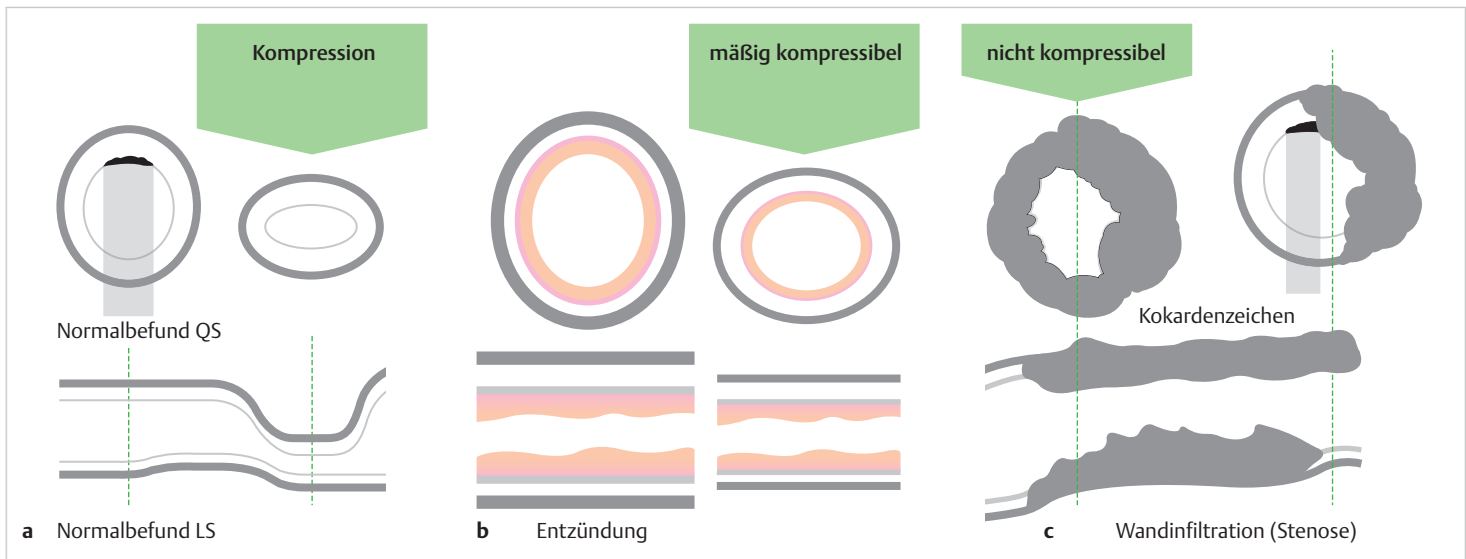 Kompression
mäßig kompressibel
nicht kompressibel
Normalbefund QS
Kokardenzeichen
a Normalbefund LS
b Entzündung
c Wandinfiltration (Stenose)